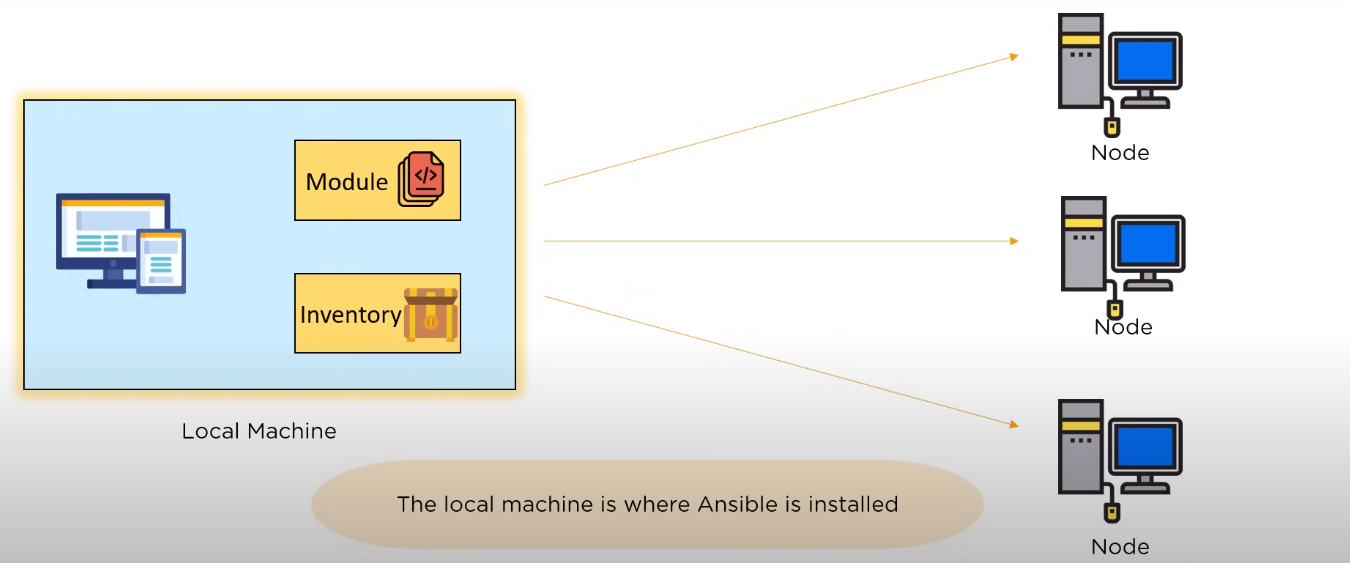 Module
Inventory
Local Machine
Node
Node
Node
The local machine is where Ansible is installed